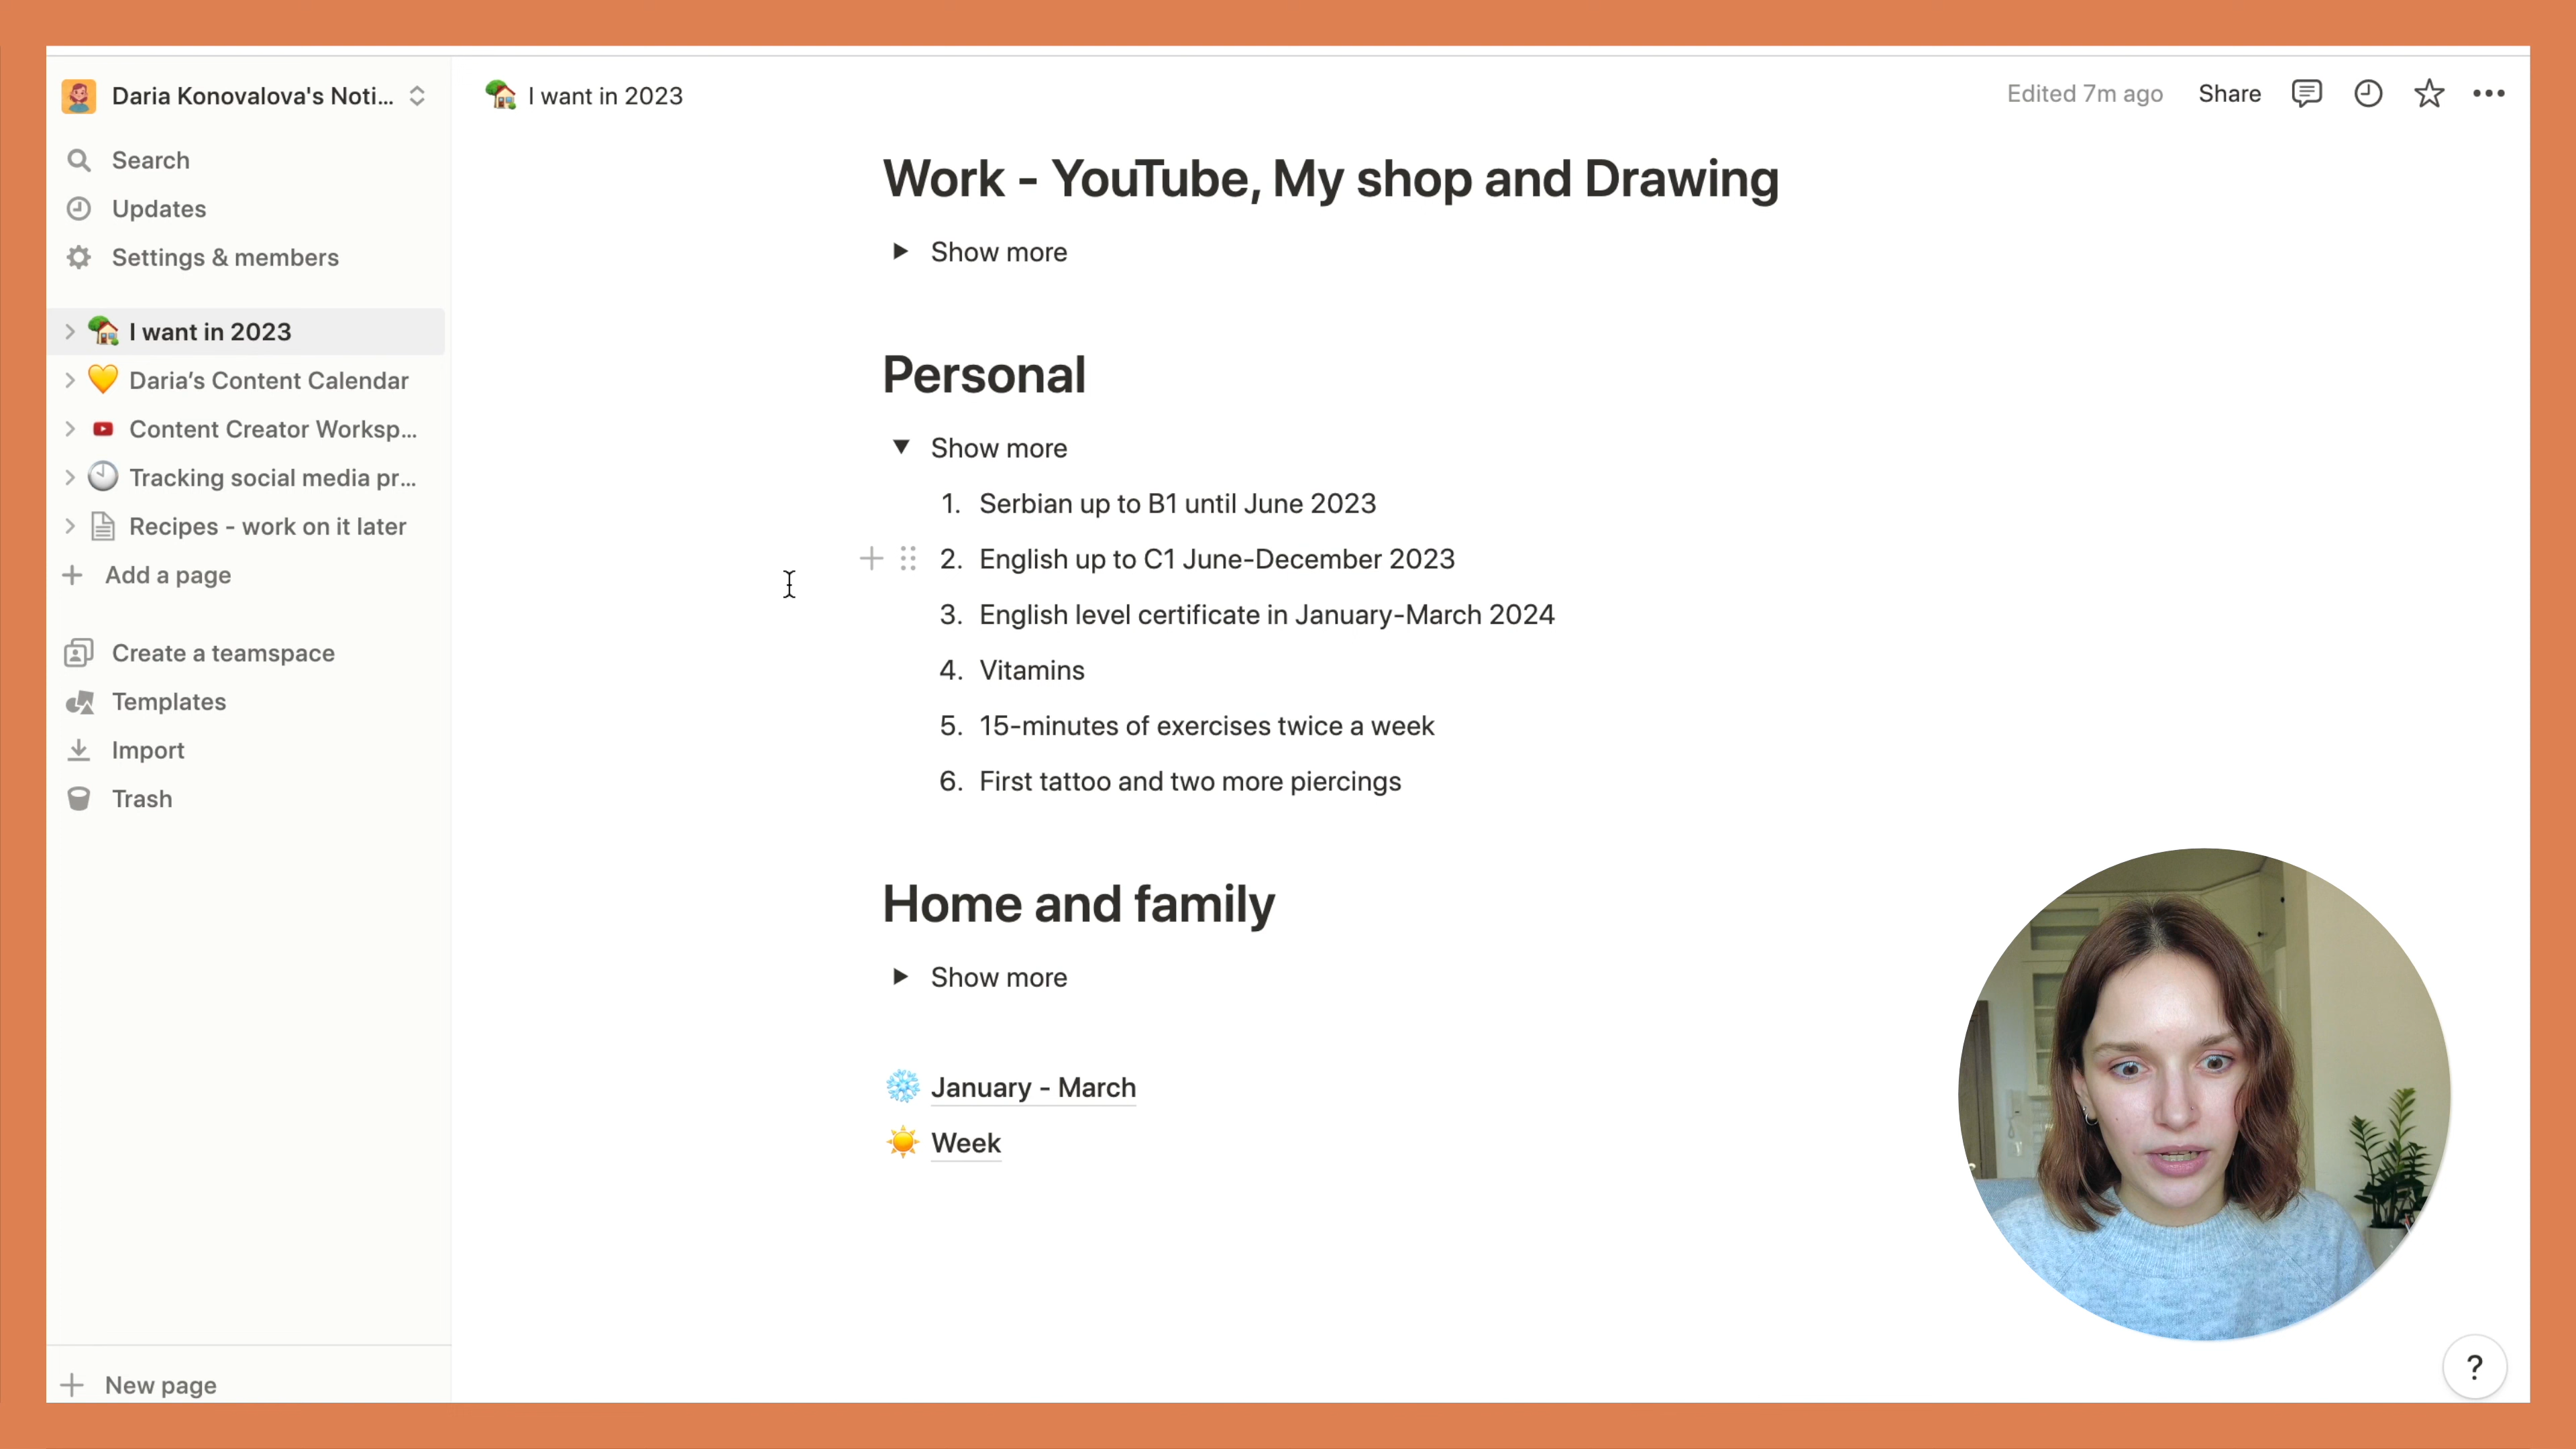 Daria Konovalova's Noti...
Search
Updates
Settings & members
I want in 2023
Daria’s Content Calendar
Content Creator Worksp...
Tracking social media pr...
Recipes - work on it later
Add a page
Create a teamspace
Templates
Import
Trash
New page
I want in 2023
Edited 7m ago
Share
Work - YouTube, My shop and Drawing
Show more
Personal
Show more
1. Serbian up to B1 until June 2023
2. English up to C1 June-December 2023
3. English level certificate in January-March 2024
4. Vitamins
5. 15-minutes of exercises twice a week
6. First tattoo and two more piercings
Home and family
Show more
January - March
Week
?